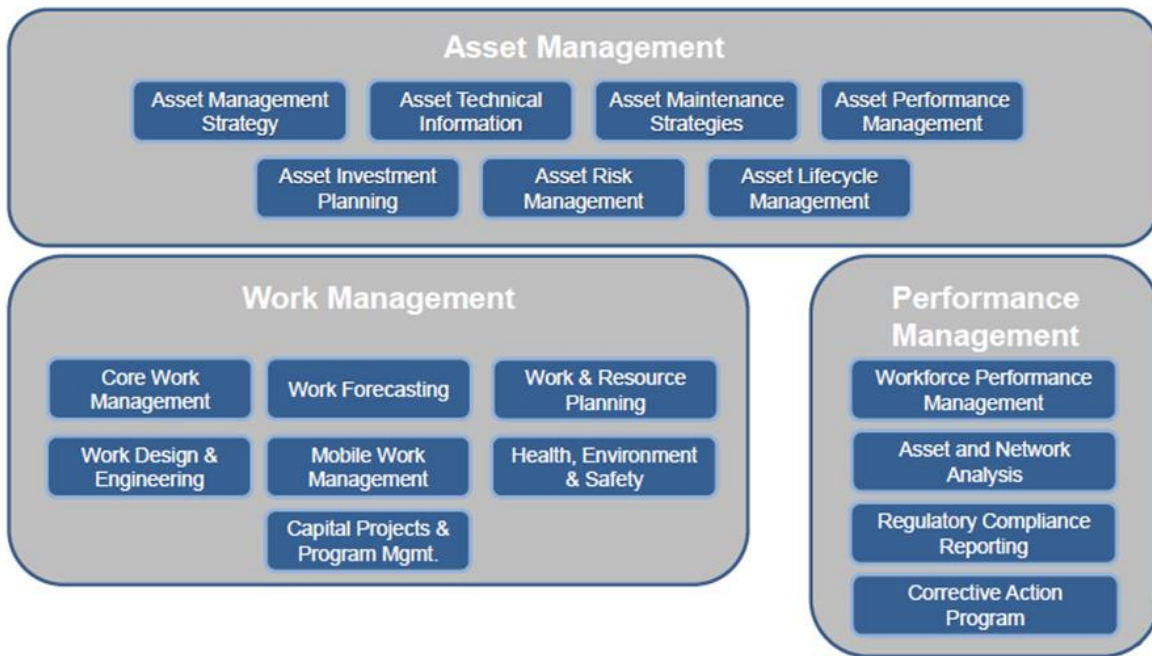 Asset Management
Asset Management
Strategy
Asset Technical
Information
Asset Maintenance
Strategies
Asset Performance
Management
Asset Investment
Planning
Asset Risk
Management
Asset Lifecycle
Management
Work Management
Core Work
Management
Work Forecasting
Work & Resource
Planning
Work Design &
Engineering
Mobile Work
Management
Health, Environment
& Safety
Capital Projects &
Program Mgmt.
Performance
Management
Workforce Performance
Management
Asset and Network
Analysis
Regulatory Compliance
Reporting
Corrective Action
Program